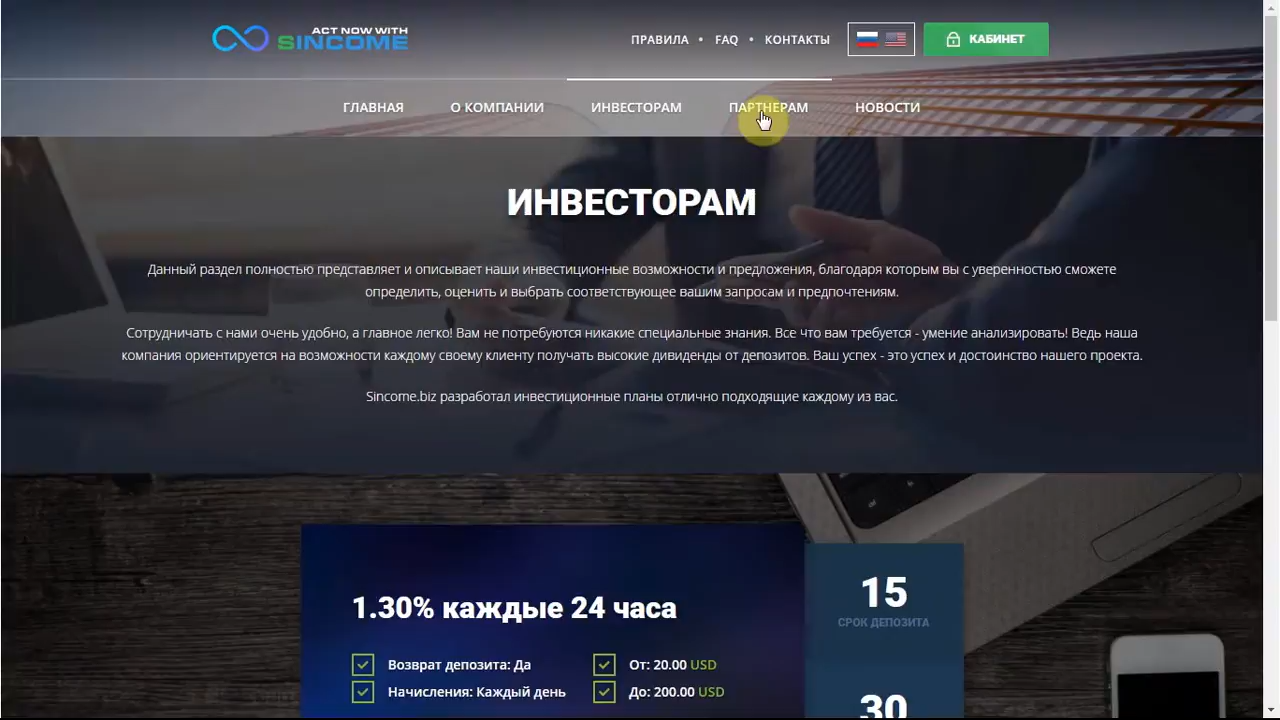 ACT NOW WITH
SINCOME
ПРАВИЛА • FAQ • КОНТАКТЫ
КАБИНЕТ
ГЛАВНАЯ О КОМПАНИИ ИНВЕСТОРАМ ПАРТНЕРАМ НОВОСТИ
ИНВЕСТОРАМ
Данный раздел полностью представляет и описывает наши инвестиционные возможности и предложения, благодаря которым вы с уверенностью сможете
определить, оценить и выбрать соответствующее вашим запросам и предпочтениям.
Сотрудничать с нами очень удобно, а главное легко! Вам не потребуются никакие специальные знания. Все что вам требуется - умение анализировать! Ведь наша
компания ориентируется на возможности каждому своему клиенту получать высокие дивиденды от депозитов. Ваш успех - это успех и достоинство нашего проекта.
Sincome.biz разработал инвестиционные планы отлично подходящие каждому из вас.
1.30% каждые 24 часа
Возврат депозита: Да
От: 20.00 USD
Начисления: Каждый день
До: 200.00 USD
15
СРОК ДЕПОЗИТА
30